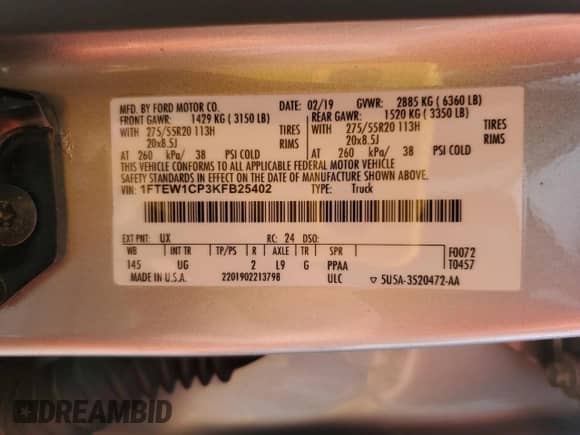 MFD. BY FORD MOTOR CO. DATE: 02/19 GVWR: 2885 KG ( 6360 LB)
FRONT GAWR: 1429 KG ( 3150 LB) REAR GAWR: 1520 KG ( 3350 LB)
WITH 275/55R20 113H TIRES WITH 275/55R20 113H TIRES
20x8.5J RIMS 20x8.5J RIMS
AT 260 kPa/ 38 PSI COLD AT 260 kPa/ 38 PSI COLD
THIS VEHICLE CONFORMS TO ALL APPLICABLE FEDERAL MOTOR VEHICLE
SAFETY STANDARDS IN EFFECT ON THE DATE OF MANUFACTURE SHOWN ABOVE.
VIN: 1FTEW1CP3KFB25402 TYPE: Truck
EXT PNT: UX RC: 24 DSO:
WB INT TR TP/PS R AXLE TR SPR F0072
145 UG 2 L9 G PPAA T0457
MADE IN U.S.A. 2201902213798 ULC 5U5A-3520472-AA
DREAMBID